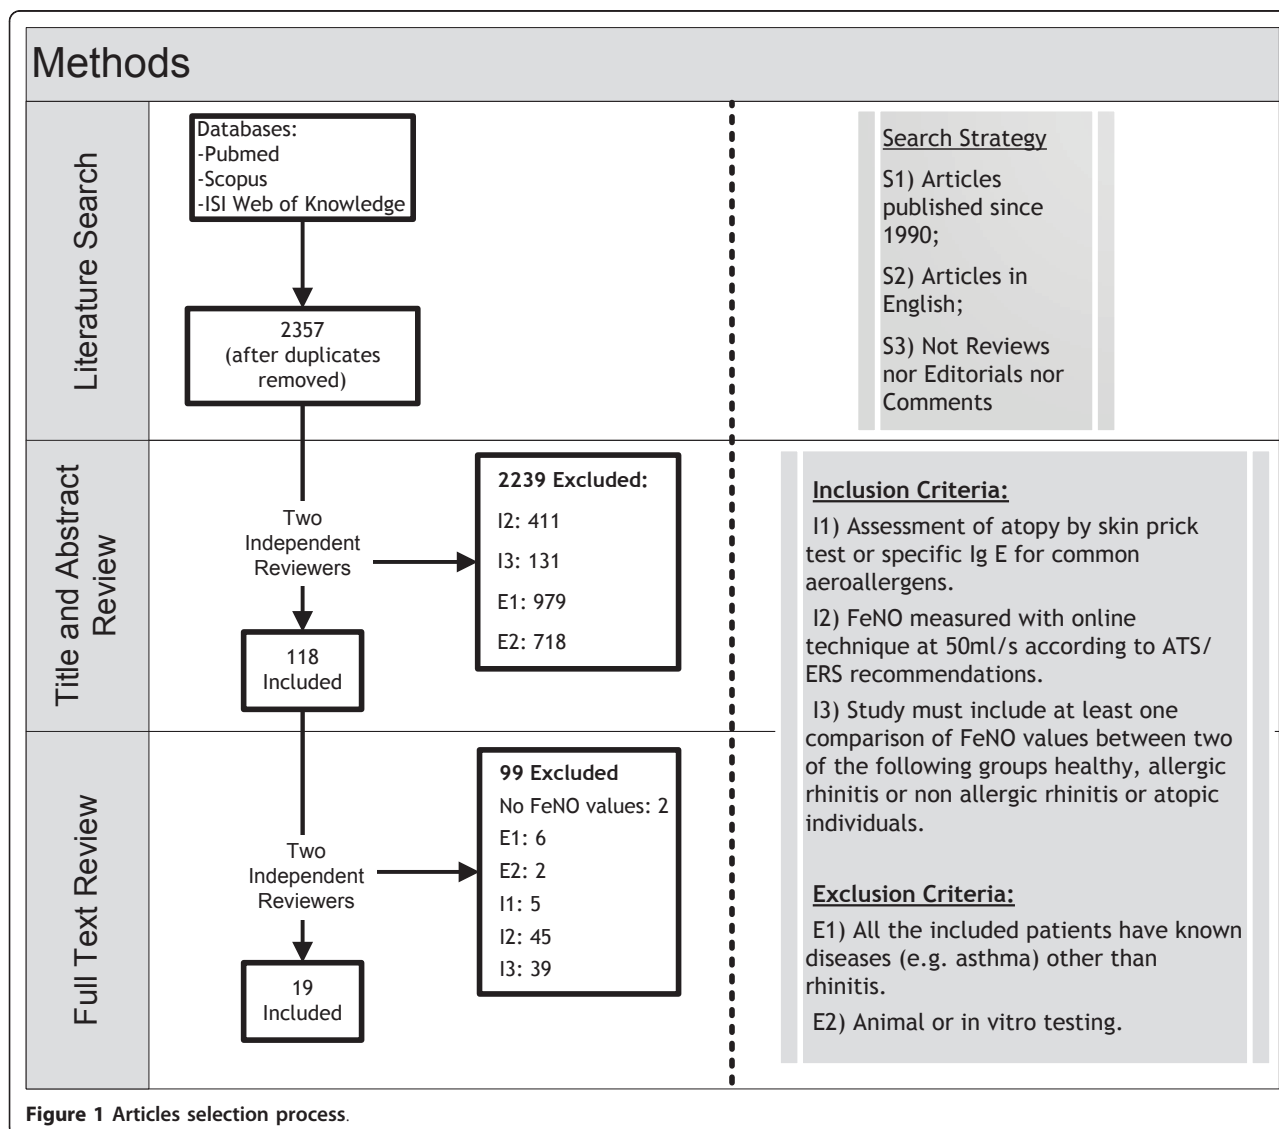 Methods
Literature Search
Databases:
-Pubmed
-Scopus
-ISI Web of Knowledge
2357
(after duplicates
removed)
Search Strategy
S1) Articles
published since
1990;
S2) Articles in
English;
S3) Not Reviews
nor Editorials nor
Comments
Title and Abstract
Review
Two
Independent
Reviewers
2239 Excluded:
I2: 411
I3: 131
E1: 979
E2: 718
118
Included
Full Text Review
Two
Independent
Reviewers
99 Excluded
No FeNO values: 2
E1: 6
E2: 2
I1: 5
I2: 45
I3: 39
19
Included
Inclusion Criteria:
I1) Assessment of atopy by skin prick
test or specific Ig E for common
aeroallergens.
I2) FeNO measured with online
technique at 50ml/s according to ATS/
ERS recommendations.
I3) Study must include at least one
comparison of FeNO values between two
of the following groups healthy, allergic
rhinitis or non allergic rhinitis or atopic
individuals.
Exclusion Criteria:
E1) All the included patients have known
diseases (e.g. asthma) other than
rhinitis.
E2) Animal or in vitro testing.
Figure 1 Articles selection process.